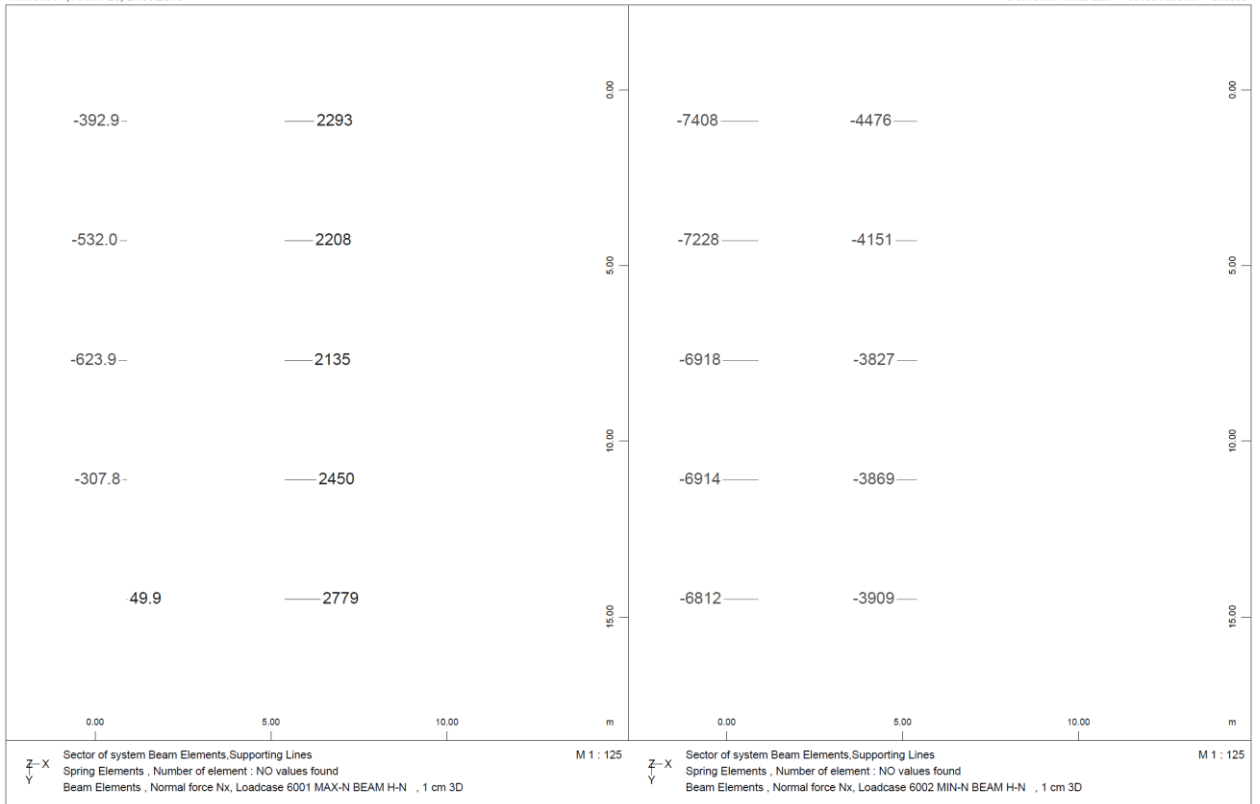 -392.9 2293 0.00 -7408 -4476 0.00
-532.0 2208 -7228 -4151
5.00 5.00
-623.9 2135 -6918 -3827
10.00 10.00
-307.8 2450 -6914 -3869
49.9 2779 -6812 -3909
15.00 15.00
0.00 5.00 10.00 m 0.00 5.00 10.00 m
Sector of system Beam Elements,Supporting Lines M 1 : 125
Z X Spring Elements , Number of element : NO values found
Y Beam Elements , Normal force Nx, Loadcase 6001 MAX-N BEAM H-N , 1 cm 3D
Sector of system Beam Elements,Supporting Lines M 1 : 125
Z X Spring Elements , Number of element : NO values found
Y Beam Elements , Normal force Nx, Loadcase 6002 MIN-N BEAM H-N , 1 cm 3D